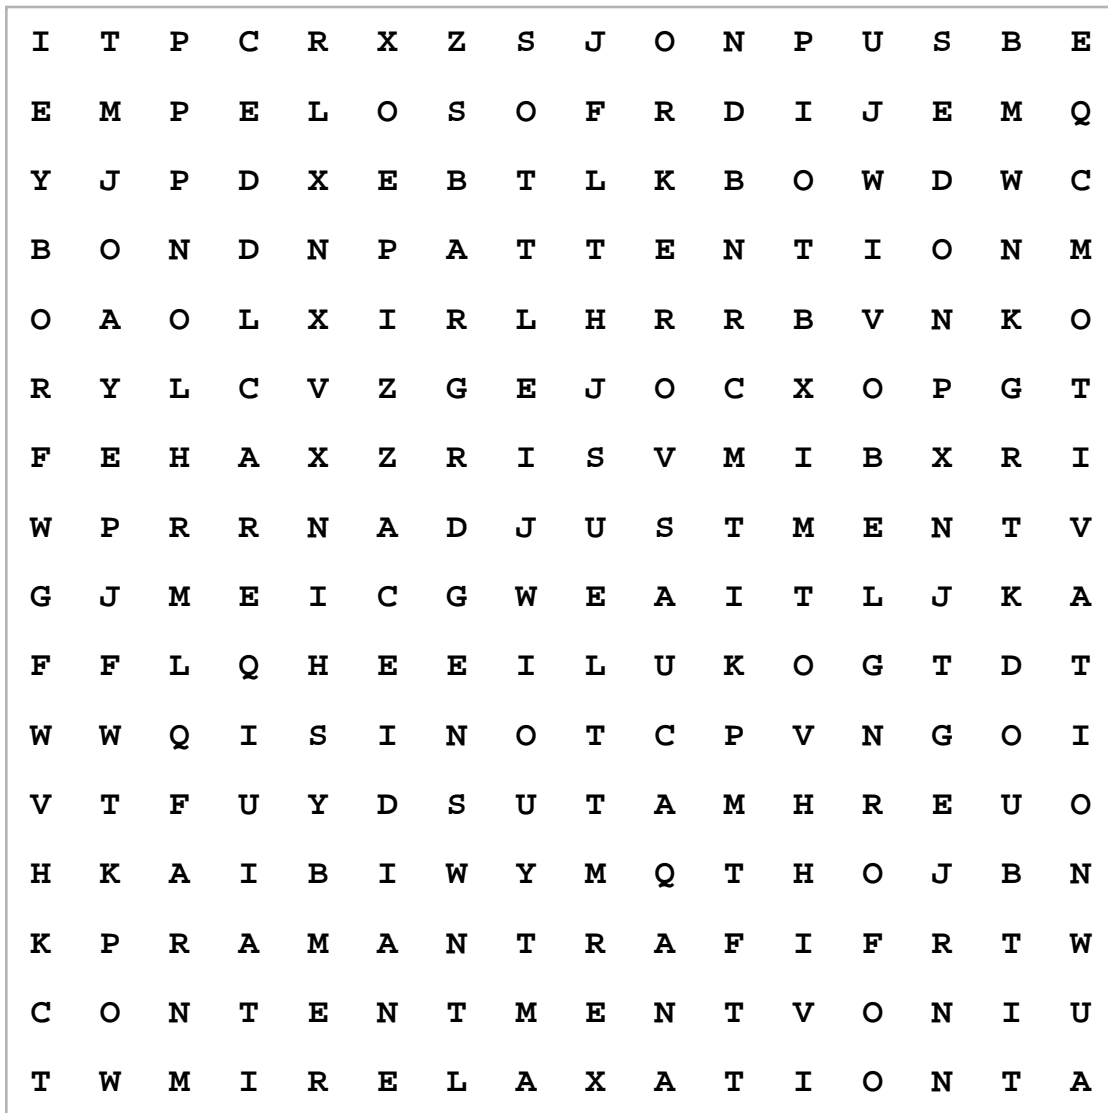 I T P C R X Z S J O N P U S B E
E M P E L O S O F R D I J E M Q
Y J P D X E B T L K B O W D W C
B O N D N P A T T E N T I O N M
O A O L X I R L H R R B V N K O
R Y L C V Z G E J O C X O P G T
F E H A X Z R I S V M I B X R I
W P R R N A D J U S T M E N T V
G J M E I C G W E A I T L J K A
F F L Q H E E I L U K O G T D T
W W Q I S I N O T C P V N G O I
V T F U Y D S U T A M H R E U O
H K A I B I W Y M Q T H O J B N
K P R A M A N T R A F I F R T W
C O N T E N T M E N T V O N I U
T W M I R E L A X A T I O N T A